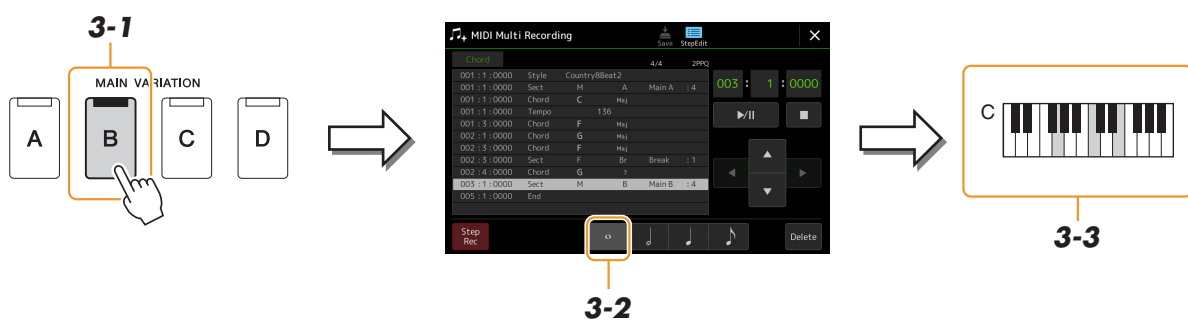 3-1
MAIN VARIATION
A
B
C
D
MIDI Multi Recording
Save
StepEdit
Chord
4/4
2PPQ
001 : 1 : 0000 Style Country8Beat2
001 : 1 : 0000 Sect M A Main A : 4
001 : 1 : 0000 Chord C Maj
001 : 1 : 0000 Tempo 136
001 : 3 : 0000 Chord F Maj
002 : 1 : 0000 Chord G Maj
002 : 3 : 0000 Chord F Maj
002 : 3 : 0000 Sect F Br Break : 1
002 : 4 : 0000 Chord G 7
003 : 1 : 0000 Sect M B Main B : 4
005 : 1 : 0000 End
003 : 1 : 0000
Step
Rec
Delete
3-2
C
3-3